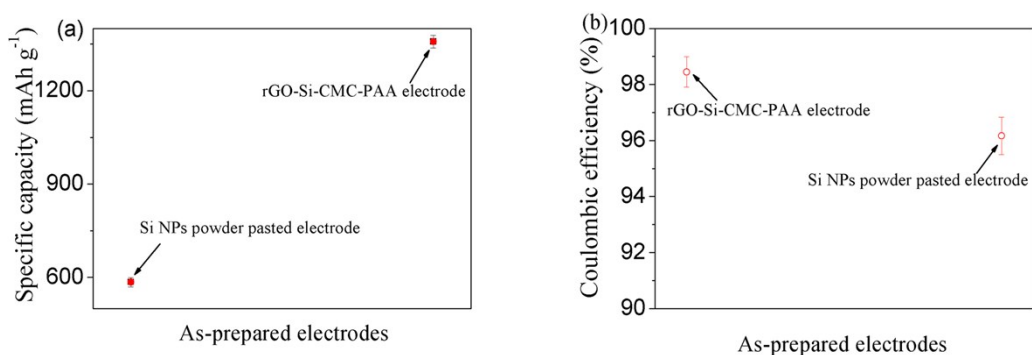 (a)
Specific capacity (mAh g-1)
1200
900
600
rGO-Si-CMC-PAA electrode
Si NPs powder pasted electrode
As-prepared electrodes
(b)
Coulombic efficiency (%)
100
98
96
94
92
90
rGO-Si-CMC-PAA electrode
Si NPs powder pasted electrode
As-prepared electrodes